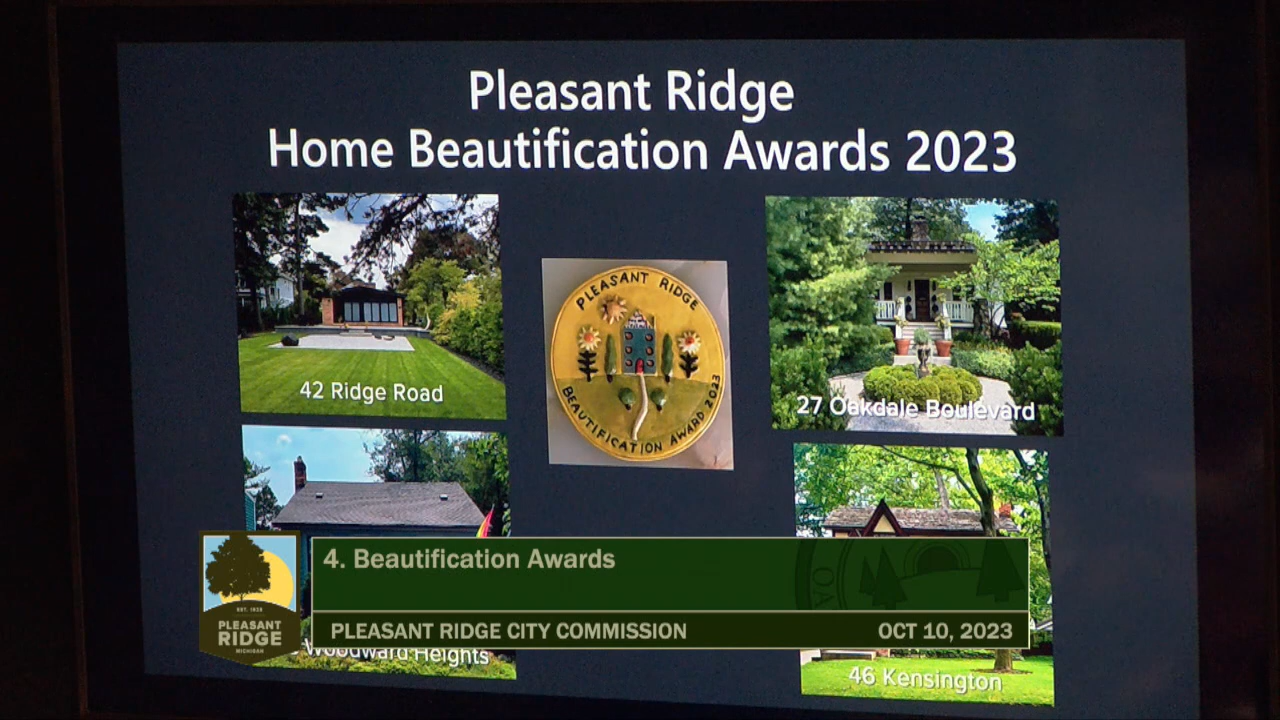 Pleasant Ridge
Home Beautification Awards 2023
42 Ridge Road
PLEASANT RIDGE
BEAUTIFICATION AWARD 2023
27 Oakdale Boulevard
4. Beautification Awards
EST. 1928
PLEASANT
RIDGE
MICHIGAN
PLEASANT RIDGE CITY COMMISSION
OCT 10, 2023
Woodward Heights
46 Kensington